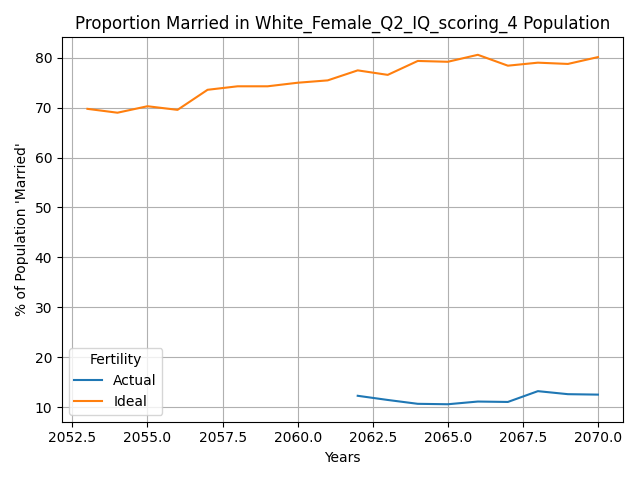 Proportion Married in White_Female_Q2_IQ_scoring_4 Population
% of Population 'Married'
80
70
60
50
40
30
20
10
Fertility
Actual
Ideal
2052.5 2055.0 2057.5 2060.0 2062.5 2065.0 2067.5 2070.0
Years